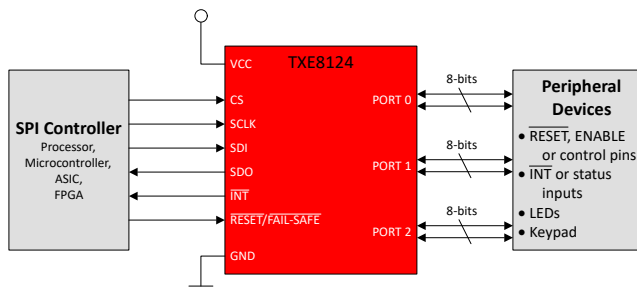 TXE8124
VCC
CS
SCLK
SDI
SDO
INT
RESET/FAIL-SAFE
GND
PORT 0
PORT 1
PORT 2
SPI Controller
Processor,
Microcontroller,
ASIC,
FPGA
8-bits
8-bits
8-bits
Peripheral
Devices
• RESET, ENABLE
or control pins
• INT or status
inputs
• LEDs
• Keypad